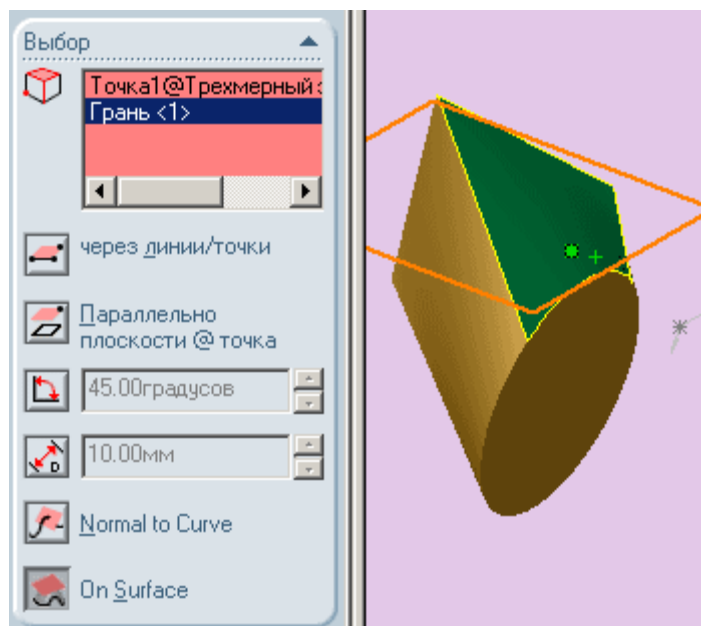 Выбор
Точка1@Трехмерный
Грань <1>
через линии/точки
Параллельно
плоскости @ точка
45.00градусов
10.00мм
D
Normal to Curve
On Surface